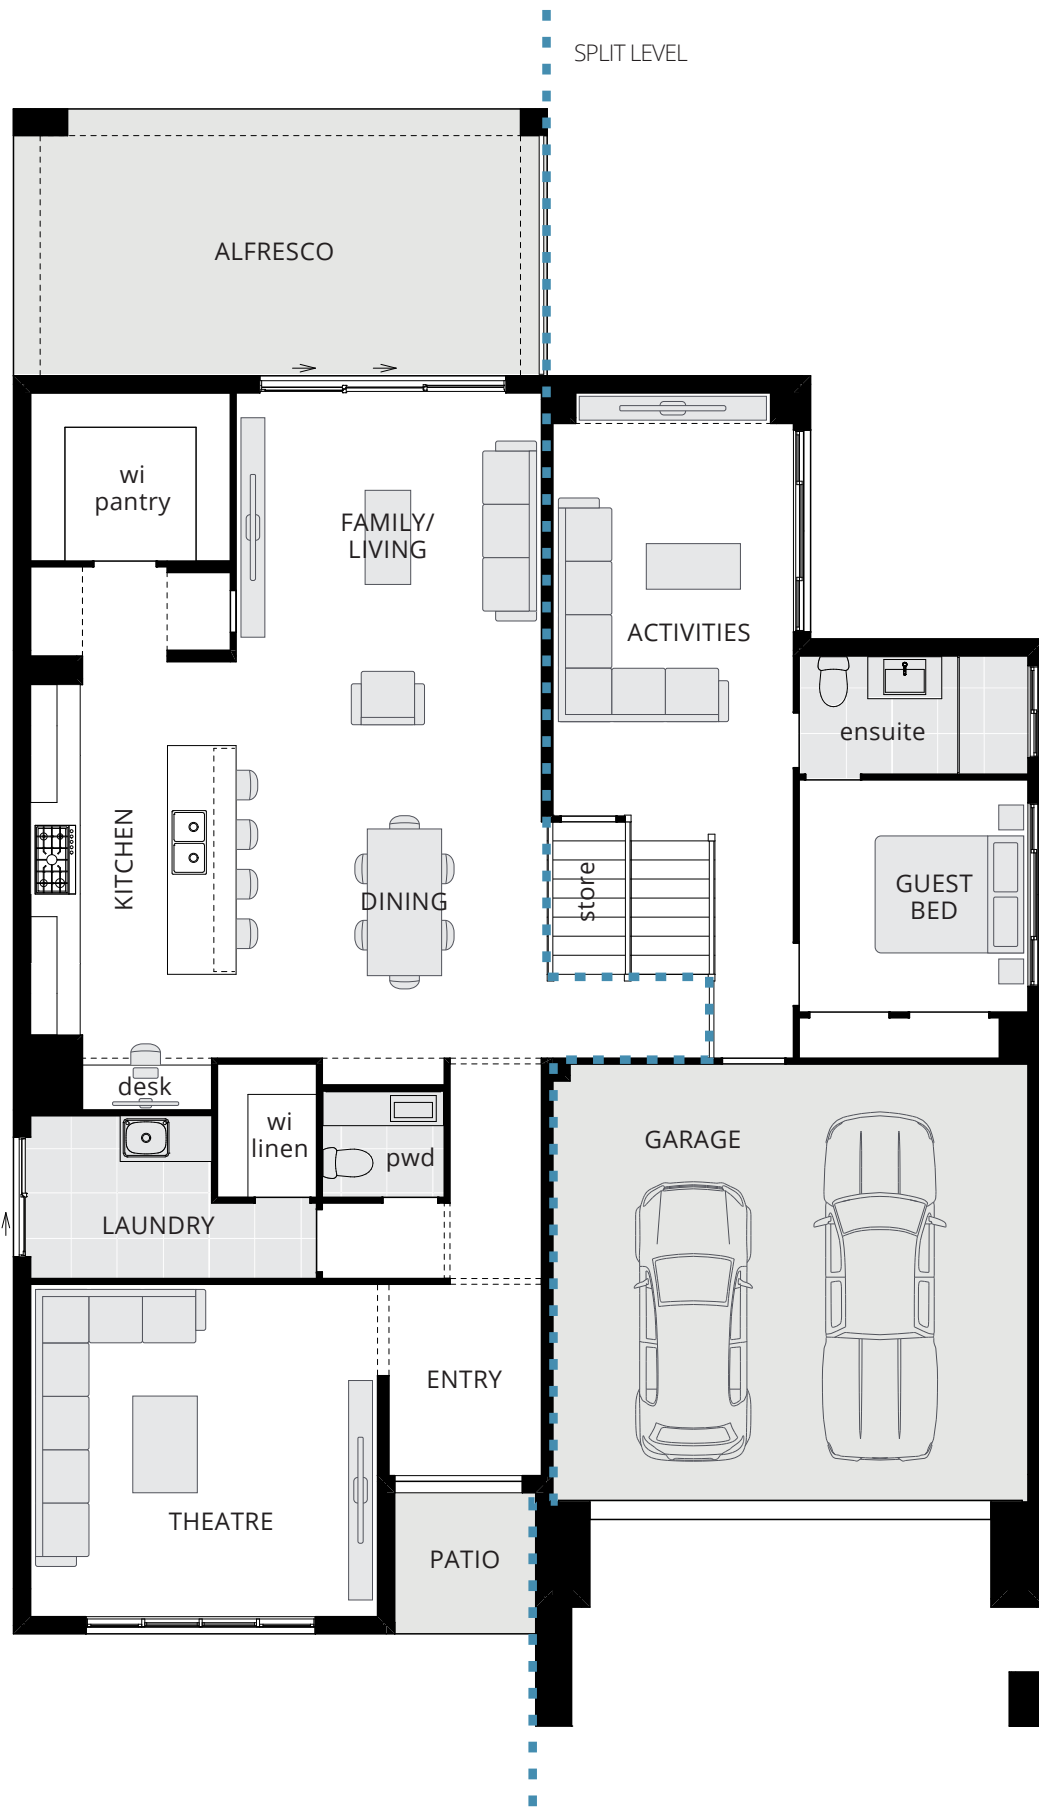 SPLIT LEVEL
ALFRESCO
wi
pantry
FAMILY/
LIVING
ACTIVITIES
ensuite
KITCHEN
DINING
store
GUEST
BED
desk
wi
linen
pwd
GARAGE
LAUNDRY
ENTRY
THEATRE
PATIO